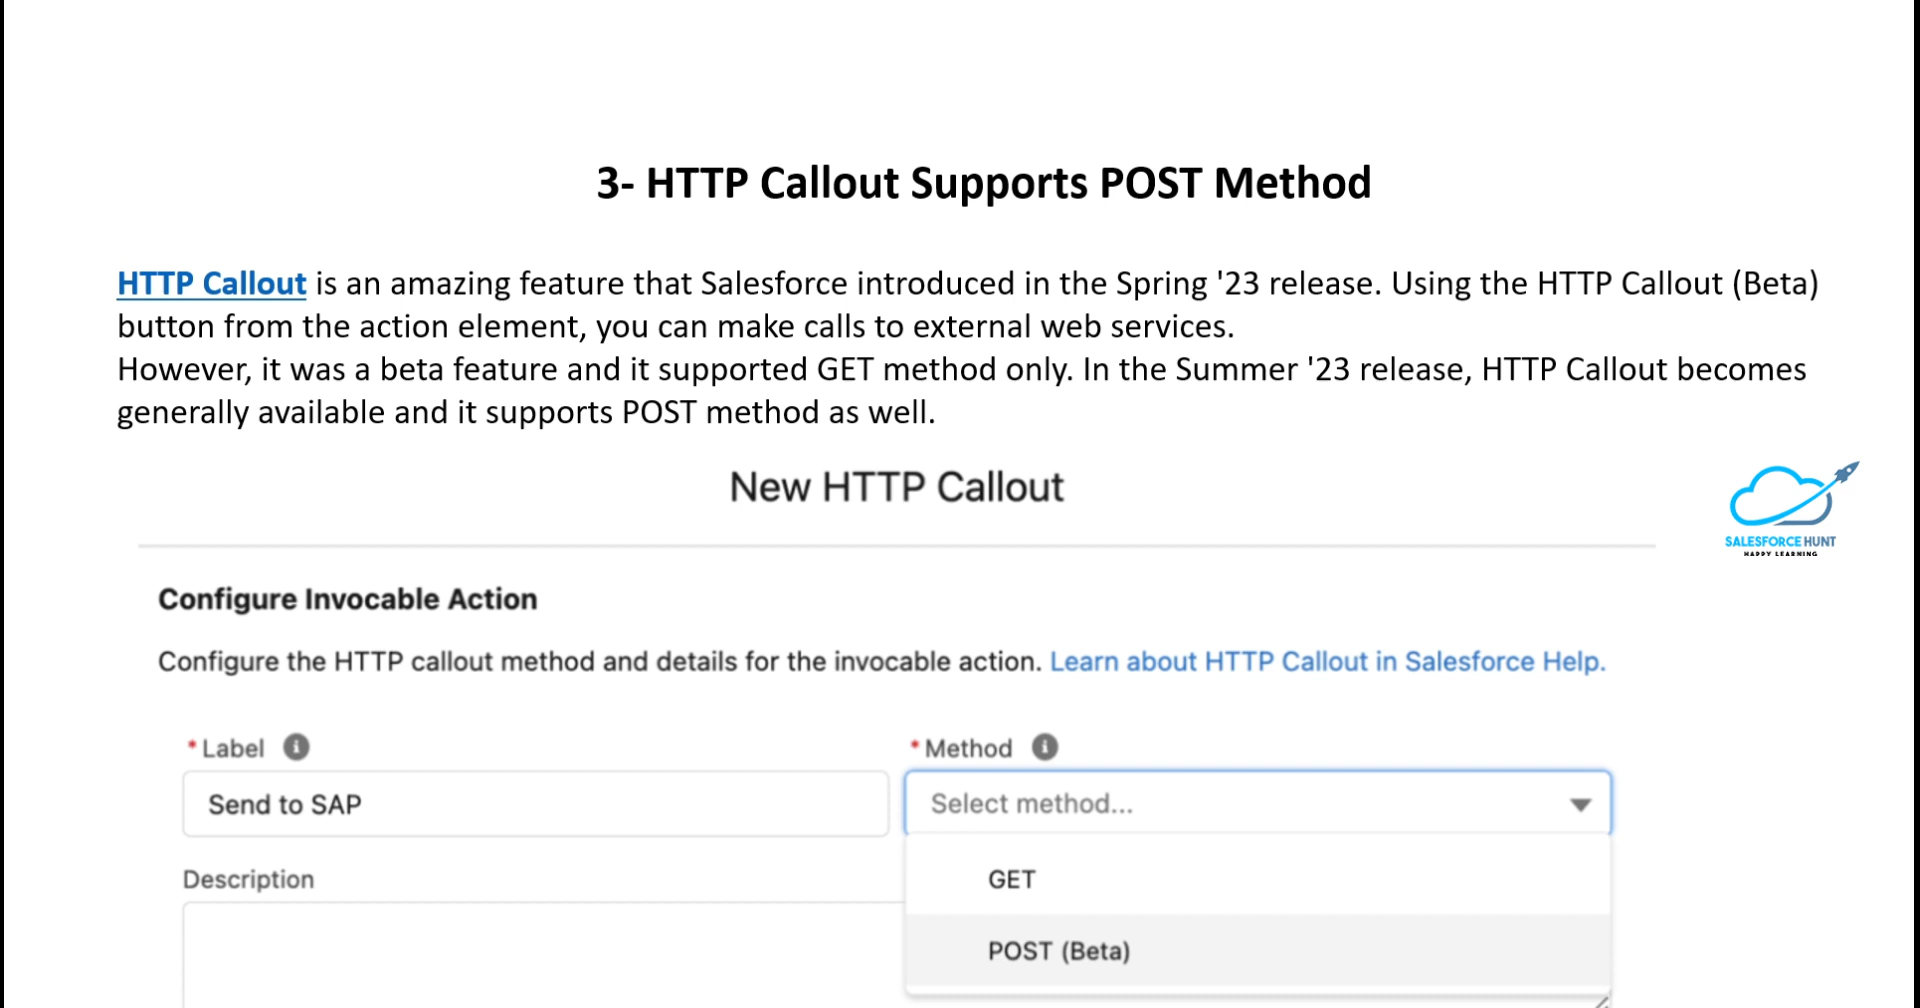 3- HTTP Callout Supports POST Method
HTTP Callout is an amazing feature that Salesforce introduced in the Spring '23 release. Using the HTTP Callout (Beta)
button from the action element, you can make calls to external web services.
However, it was a beta feature and it supported GET method only. In the Summer '23 release, HTTP Callout becomes
generally available and it supports POST method as well.
New HTTP Callout
SALESFORCE HUNT
HAPPY LEARNING
Configure Invocable Action
Configure the HTTP callout method and details for the invocable action. Learn about HTTP Callout in Salesforce Help.
* Label
* Method
Send to SAP
Select method...
Description
GET
POST (Beta)